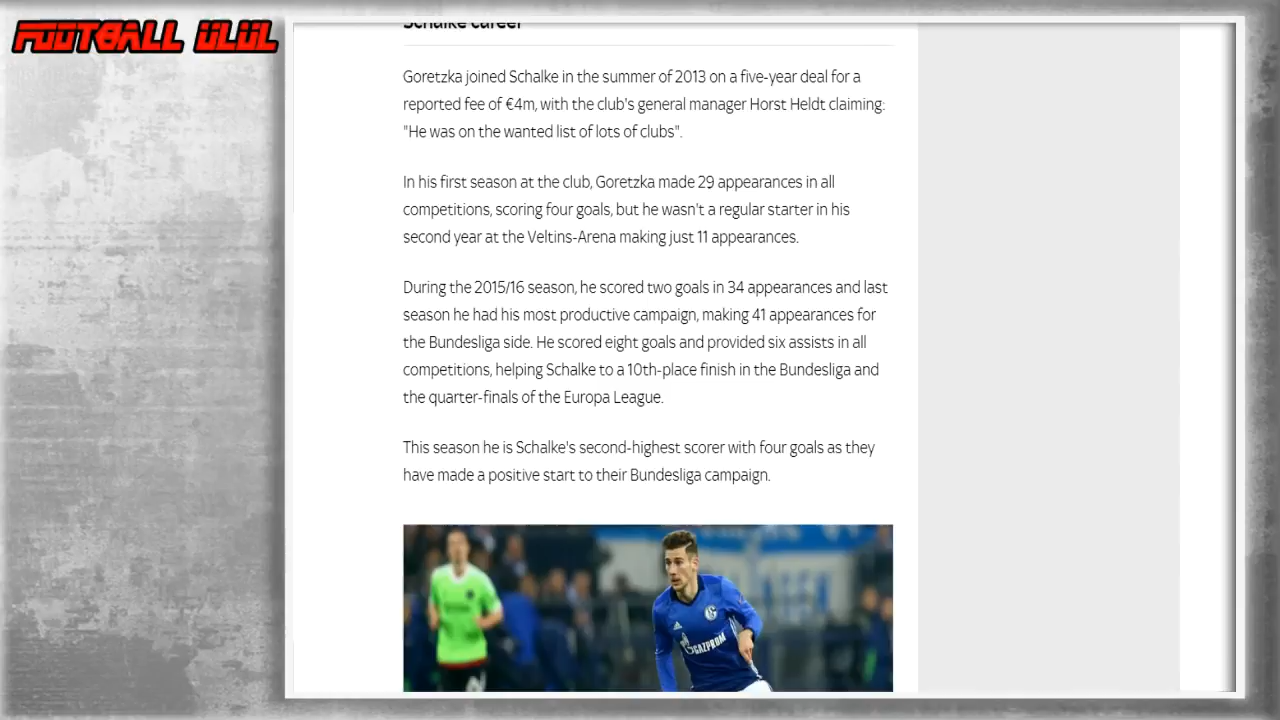 FOOTBALL ULUL
Schalke career
Goretzka joined Schalke in the summer of 2013 on a five-year deal for a
reported fee of €4m, with the club's general manager Horst Heldt claiming:
"He was on the wanted list of lots of clubs".
In his first season at the club, Goretzka made 29 appearances in all
competitions, scoring four goals, but he wasn't a regular starter in his
second year at the Veltins-Arena making just 11 appearances.
During the 2015/16 season, he scored two goals in 34 appearances and last
season he had his most productive campaign, making 41 appearances for
the Bundesliga side. He scored eight goals and provided six assists in all
competitions, helping Schalke to a 10th-place finish in the Bundesliga and
the quarter-finals of the Europa League.
This season he is Schalke's second-highest scorer with four goals as they
have made a positive start to their Bundesliga campaign.
GAZPROM